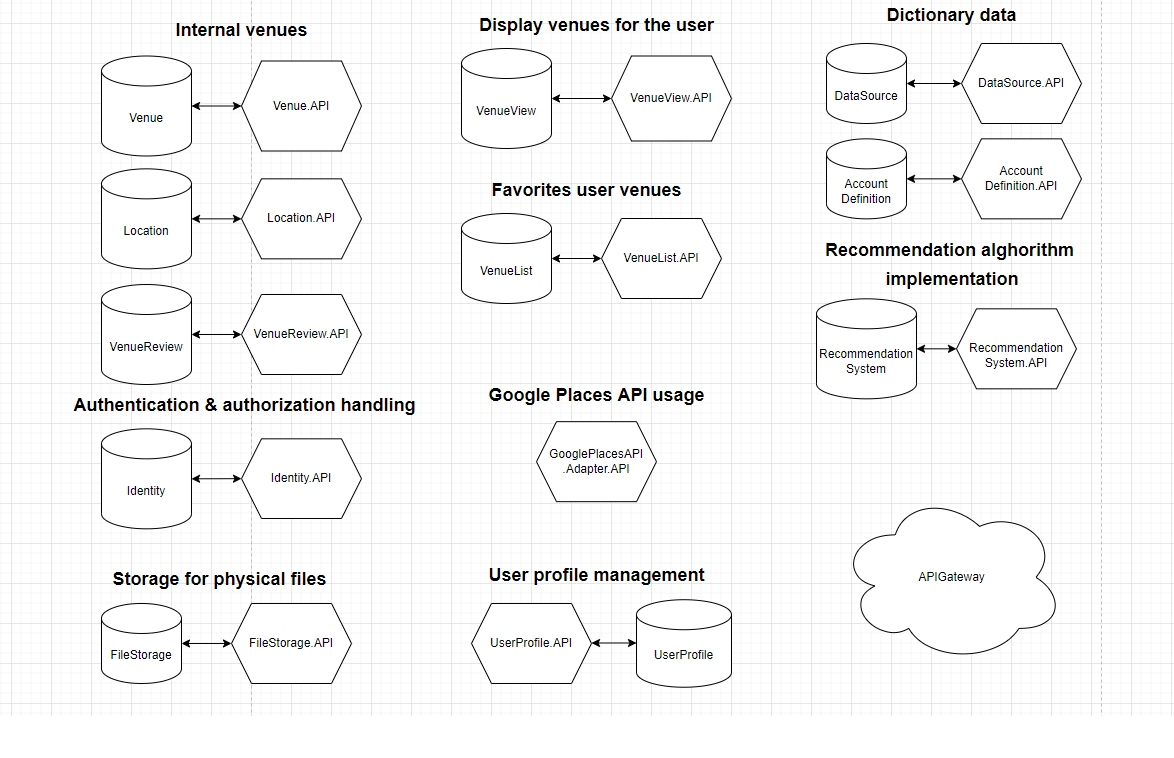 Internal venues
Venue
Venue.API
Location
Location.API
VenueReview
VenueReview.API
Authentication & authorization handling
Identity
Identity.API
Storage for physical files
FileStorage
FileStorage.API
Display venues for the user
VenueView
VenueView.API
Favorites user venues
VenueList
VenueList.API
Google Places API usage
GooglePlacesAPI
.Adapter.API
User profile management
UserProfile.API
UserProfile
Dictionary data
DataSource
DataSource.API
Account
Definition
Account
Definition.API
Recommendation alghorithm
implementation
Recommendation
System
Recommendation
System.API
APIGateway